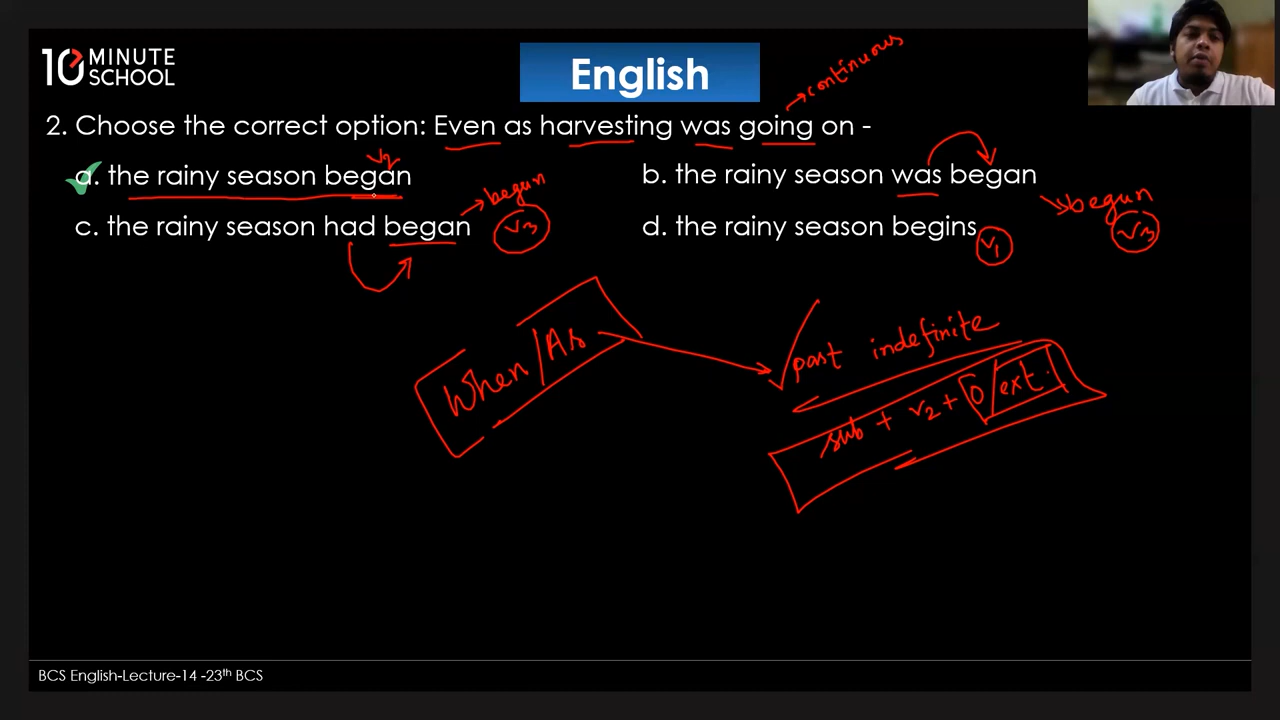 10 MINUTE SCHOOL
English
continuous
2. Choose the correct option: Even as harvesting was going on -
v2
a. the rainy season began
b. the rainy season was began
begun
begun
c. the rainy season had began
v3
d. the rainy season begins
v1
v3
When/As
past indefinite
sub + v2 + O/ext.
BCS English-Lecture-14 -23th BCS